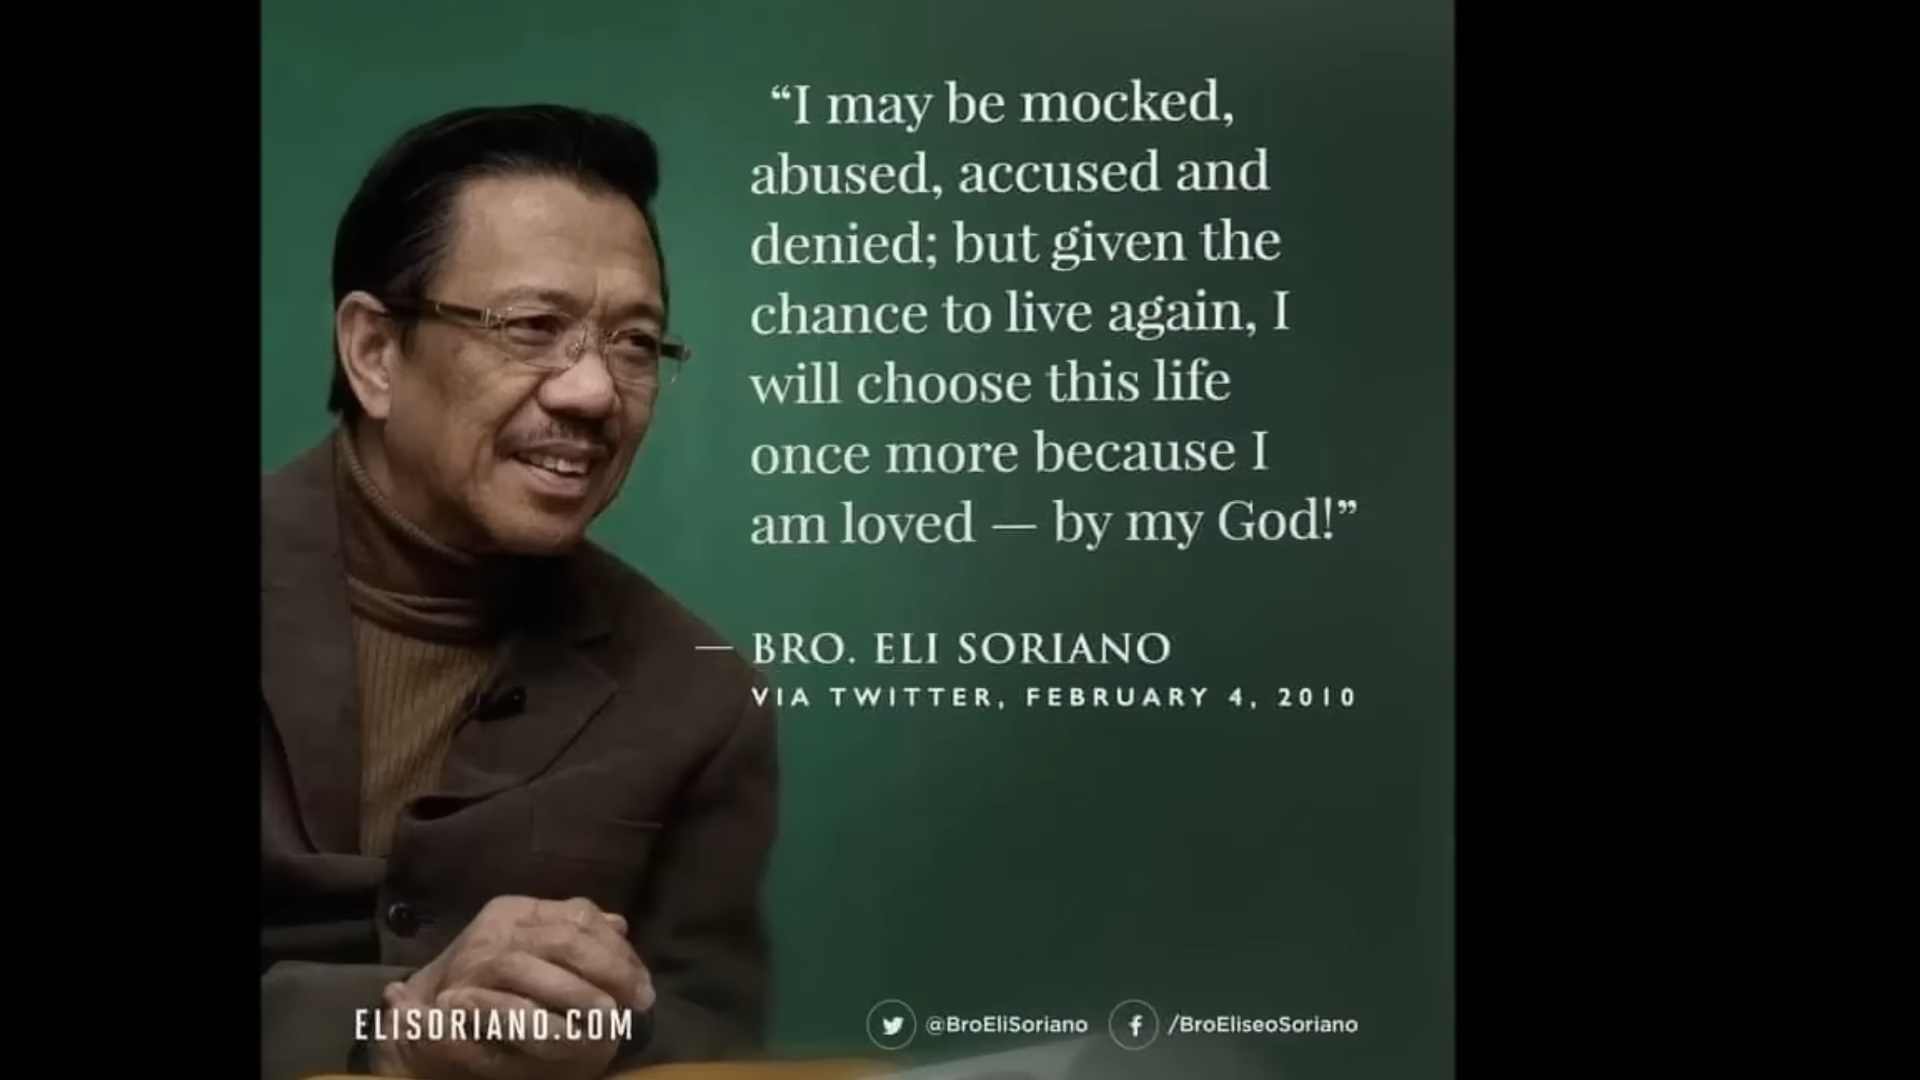 “I may be mocked,
abused, accused and
denied; but given the
chance to live again, I
will choose this life
once more because I
am loved — by my God!”
— BRO. ELI SORIANO
VIA TWITTER, FEBRUARY 4, 2010
ELISORIANO.COM
@BroEliSoriano
/BroEliseoSoriano